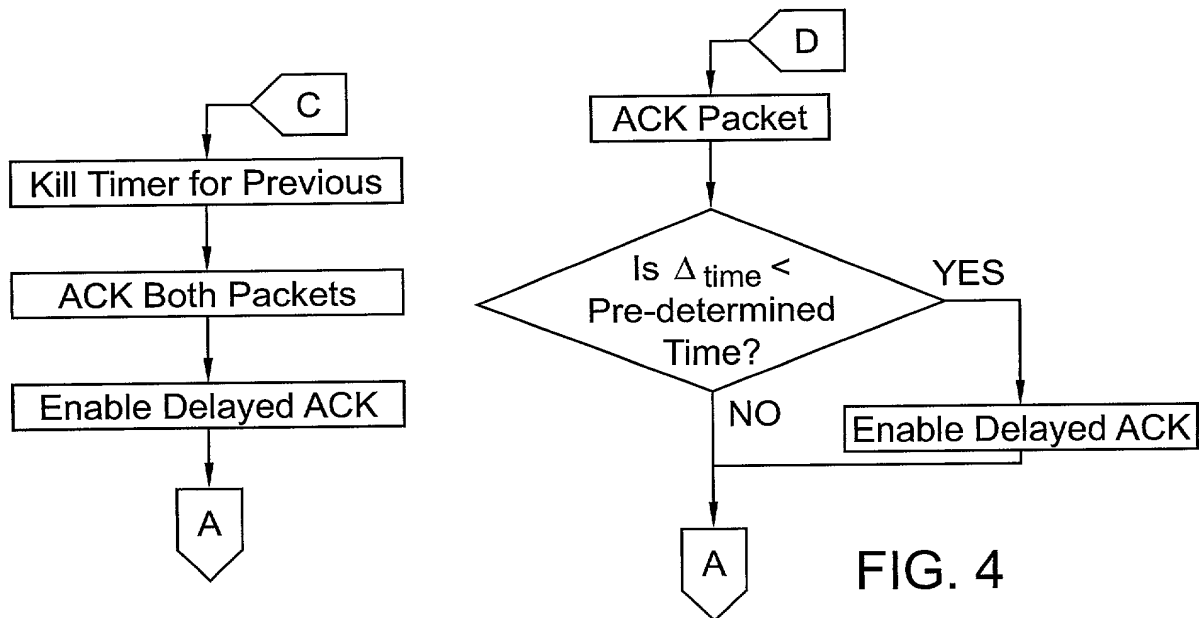 C
Kill Timer for Previous
ACK Both Packets
Enable Delayed ACK
A
D
ACK Packet
Is Δtime <
Pre-determined
Time?
YES
NO
Enable Delayed ACK
A
FIG. 4